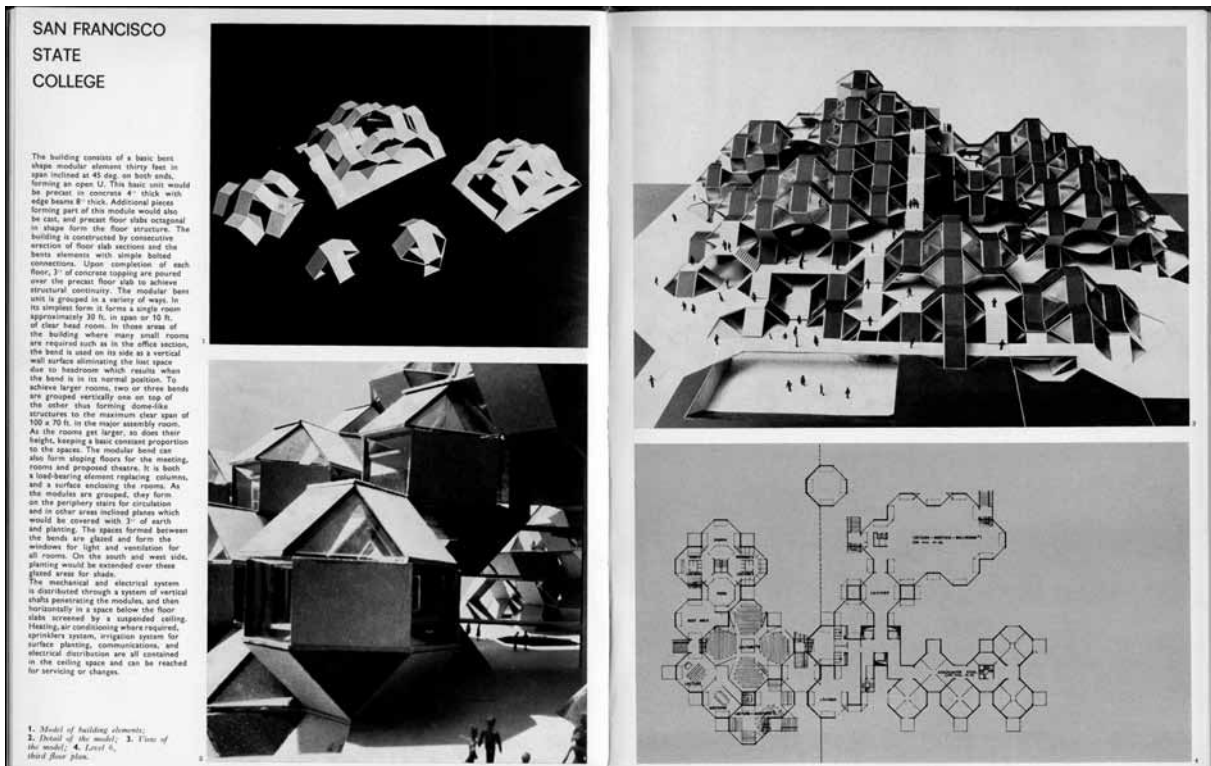 SAN FRANCISCO
STATE
COLLEGE
The building consists of a basic bent
shape modular element thirty feet in
span inclined at 45 deg. on both ends,
forming an open U. This basic unit would
be precast in concrete 4" thick with
edge beams 8" thick. Additional pieces
forming part of this module would also
be cast, and precast floor slabs octagonal
in shape form the floor structure. The
building is constructed by consecutive
erection of floor slab sections and the
bents elements with simple bolted
connections. Upon completion of each
floor, 3" of concrete topping are poured
over the precast floor slab to achieve
structural continuity. The modular bent
unit is grouped in a variety of ways. In
its simplest form it forms a single room
approximately 30 ft. in span or 10 ft.
of clear head room. In those areas of
the building where many small rooms
are required such as in the office section,
the bend is used on its side as a vertical
wall surface eliminating the lost space
due to headroom which results when
the bend is in its normal position. To
achieve larger rooms, two or three bends
are grouped vertically one on top of
the other thus forming dome-like
structures to the maximum clear span of
100 x 70 ft. in the major assembly room.
As the rooms get larger, so does their
height, keeping a basic constant proportion
to the spaces. The modular bend can
also form sloping floors for the meeting,
rooms and proposed theatre. It is both
a load-bearing element replacing columns,
and a surface enclosing the rooms. As
the modules are grouped, they form
on the periphery stairs for circulation
and in other areas inclined planes which
would be covered with 3" of earth
and planting. The spaces formed between
the bends are glazed and form the
windows for light and ventilation for
all rooms. On the south and west side,
planting would be extended over these
glazed areas for shade.
The mechanical and electrical system
is distributed through a system of vertical
shafts penetrating the modules, and then
horizontally in a space below the floor
slabs screened by a suspended ceiling.
Heating, air conditioning where required,
sprinklers system, irrigation system for
surface planting, communications, and
electrical distribution are all contained
in the ceiling space and can be reached
for servicing or changes.
1. Model of building elements;
2. Detail of the model; 3. View of
the model; 4. Level 6,
third floor plan.
1
2
3
4